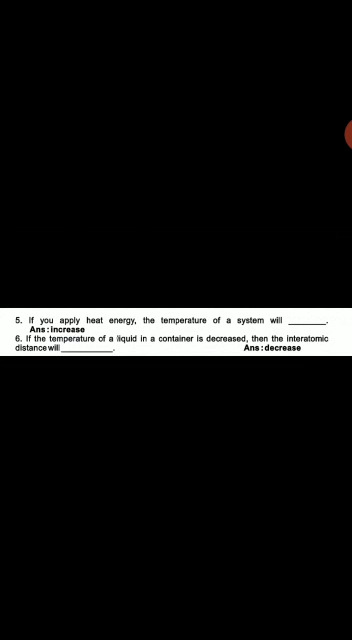 5. If you apply heat energy, the temperature of a system will ________.
Ans : increase
6. If the temperature of a liquid in a container is decreased, then the interatomic
distance will ___________. Ans : decrease